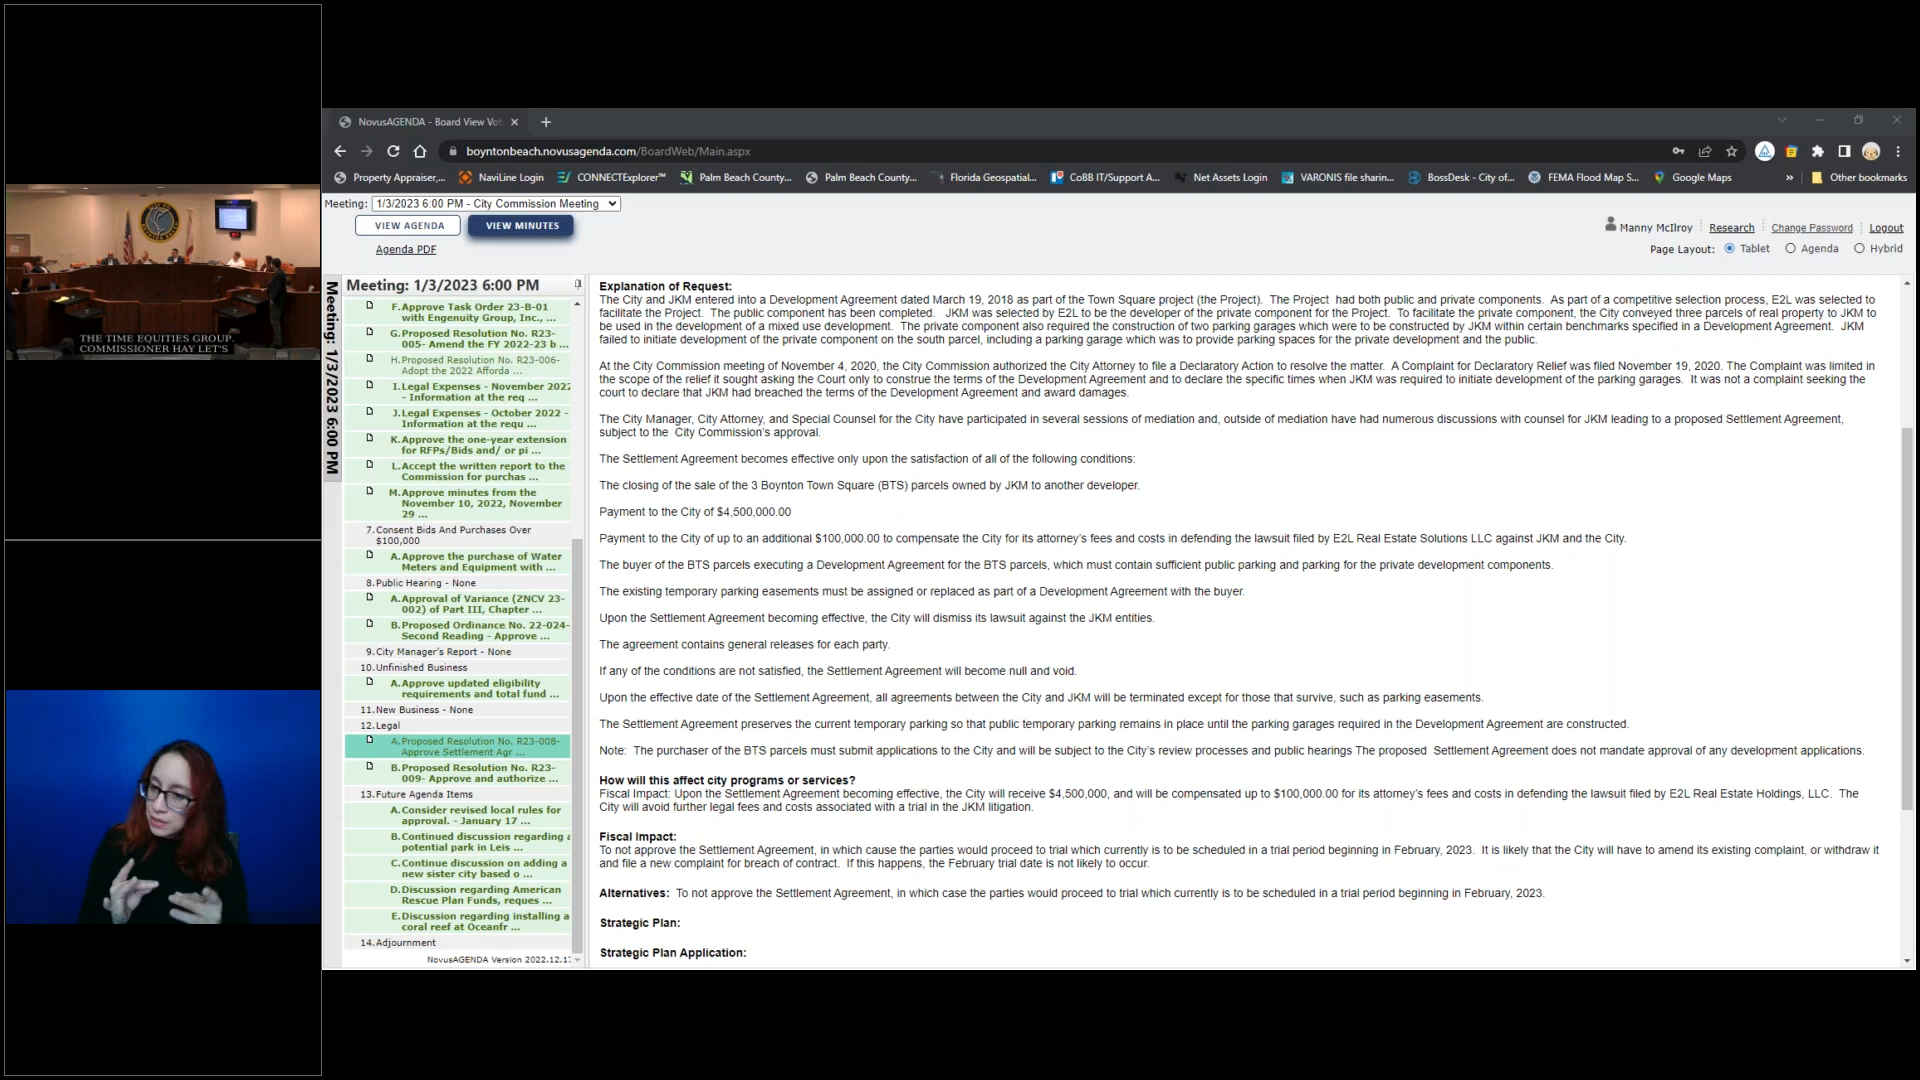 THE TIME EQUITIES GROUP.
COMMISSIONER HAY LET'S
NovusAGENDA - Board View Vot
boyntonbeach.novusagenda.com/BoardWeb/Main.aspx
Property Appraiser,... NaviLine Login CONNECTExplorer™ Palm Beach County... Palm Beach County... Florida Geospatial... CoBB IT/Support A... Net Assets Login VARONIS file sharin... BossDesk - City of... FEMA Flood Map S... Google Maps » Other bookmarks
Meeting: 1/3/2023 6:00 PM - City Commission Meeting
VIEW AGENDA VIEW MINUTES
Agenda PDF
Manny McIlroy Research Change Password Logout
Page Layout: Tablet Agenda Hybrid
Meeting: 1/3/2023 6:00 PM
Meeting: 1/3/2023 6:00 PM
F.Approve Task Order 23-B-01
with Engenuity Group, Inc., ...
G.Proposed Resolution No. R23-
005- Amend the FY 2022-23 b ...
H.Proposed Resolution No. R23-006-
Adopt the 2022 Afforda ...
I.Legal Expenses - November 2022
- Information at the req ...
J.Legal Expenses - October 2022 -
Information at the requ ...
K.Approve the one-year extension
for RFPs/Bids and/ or pi ...
L.Accept the written report to the
Commission for purchas ...
M.Approve minutes from the
November 10, 2022, November
29 ...
7.Consent Bids And Purchases Over
$100,000
A.Approve the purchase of Water
Meters and Equipment with ...
8.Public Hearing - None
A.Approval of Variance (ZNCV 23-
002) of Part III, Chapter ...
B.Proposed Ordinance No. 22-024-
Second Reading - Approve ...
9.City Manager's Report - None
10.Unfinished Business
A.Approve updated eligibility
requirements and total fund ...
11.New Business - None
12.Legal
A.Proposed Resolution No. R23-008-
Approve Settlement Agr ...
B.Proposed Resolution No. R23-
009- Approve and authorize ...
13.Future Agenda Items
A.Consider revised local rules for
approval. - January 17 ...
B.Continued discussion regarding a
potential park in Leis ...
C.Continue discussion on adding a
new sister city based o ...
D.Discussion regarding American
Rescue Plan Funds, reques ...
E.Discussion regarding installing a
coral reef at Oceanfr ...
14.Adjournment
NovusAGENDA Version 2022.12.17
Explanation of Request:
The City and JKM entered into a Development Agreement dated March 19, 2018 as part of the Town Square project (the Project). The Project had both public and private components. As part of a competitive selection process, E2L was selected to
facilitate the Project. The public component has been completed. JKM was selected by E2L to be the developer of the private component for the Project. To facilitate the private component, the City conveyed three parcels of real property to JKM to
be used in the development of a mixed use development. The private component also required the construction of two parking garages which were to be constructed by JKM within certain benchmarks specified in a Development Agreement. JKM
failed to initiate development of the private component on the south parcel, including a parking garage which was to provide parking spaces for the private development and the public.
At the City Commission meeting of November 4, 2020, the City Commission authorized the City Attorney to file a Declaratory Action to resolve the matter. A Complaint for Declaratory Relief was filed November 19, 2020. The Complaint was limited in
the scope of the relief it sought asking the Court only to construe the terms of the Development Agreement and to declare the specific times when JKM was required to initiate development of the parking garages. It was not a complaint seeking the
court to declare that JKM had breached the terms of the Development Agreement and award damages.
The City Manager, City Attorney, and Special Counsel for the City have participated in several sessions of mediation and, outside of mediation have had numerous discussions with counsel for JKM leading to a proposed Settlement Agreement,
subject to the City Commission's approval.
The Settlement Agreement becomes effective only upon the satisfaction of all of the following conditions:
The closing of the sale of the 3 Boynton Town Square (BTS) parcels owned by JKM to another developer.
Payment to the City of $4,500,000.00
Payment to the City of up to an additional $100,000.00 to compensate the City for its attorney's fees and costs in defending the lawsuit filed by E2L Real Estate Solutions LLC against JKM and the City.
The buyer of the BTS parcels executing a Development Agreement for the BTS parcels, which must contain sufficient public parking and parking for the private development components.
The existing temporary parking easements must be assigned or replaced as part of a Development Agreement with the buyer.
Upon the Settlement Agreement becoming effective, the City will dismiss its lawsuit against the JKM entities.
The agreement contains general releases for each party.
If any of the conditions are not satisfied, the Settlement Agreement will become null and void.
Upon the effective date of the Settlement Agreement, all agreements between the City and JKM will be terminated except for those that survive, such as parking easements.
The Settlement Agreement preserves the current temporary parking so that public temporary parking remains in place until the parking garages required in the Development Agreement are constructed.
Note: The purchaser of the BTS parcels must submit applications to the City and will be subject to the City's review processes and public hearings The proposed Settlement Agreement does not mandate approval of any development applications.
How will this affect city programs or services?
Fiscal Impact: Upon the Settlement Agreement becoming effective, the City will receive $4,500,000, and will be compensated up to $100,000.00 for its attorney's fees and costs in defending the lawsuit filed by E2L Real Estate Holdings, LLC. The
City will avoid further legal fees and costs associated with a trial in the JKM litigation.
Fiscal Impact:
To not approve the Settlement Agreement, in which cause the parties would proceed to trial which currently is to be scheduled in a trial period beginning in February, 2023. It is likely that the City will have to amend its existing complaint, or withdraw it
and file a new complaint for breach of contract. If this happens, the February trial date is not likely to occur.
Alternatives: To not approve the Settlement Agreement, in which case the parties would proceed to trial which currently is to be scheduled in a trial period beginning in February, 2023.
Strategic Plan:
Strategic Plan Application: